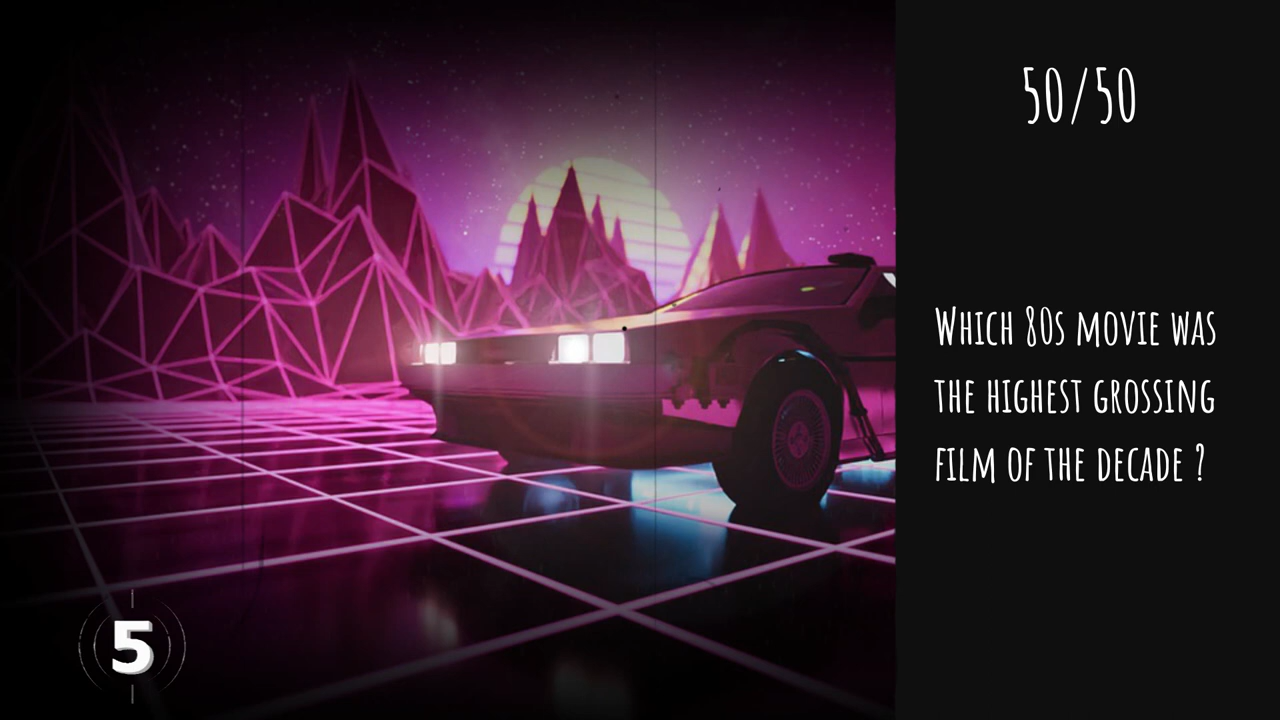 50/50
Which 80s movie was
the highest grossing
film of the decade ?
5